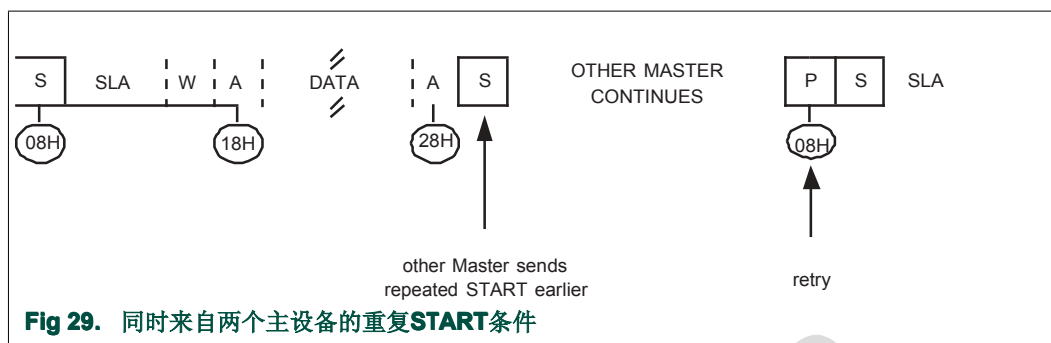 S SLA W A DATA A S OTHER MASTER CONTINUES P S SLA
08H 18H 28H 08H
other Master sends
repeated START earlier
retry
Fig 29. 同时来自两个主设备的重复START条件